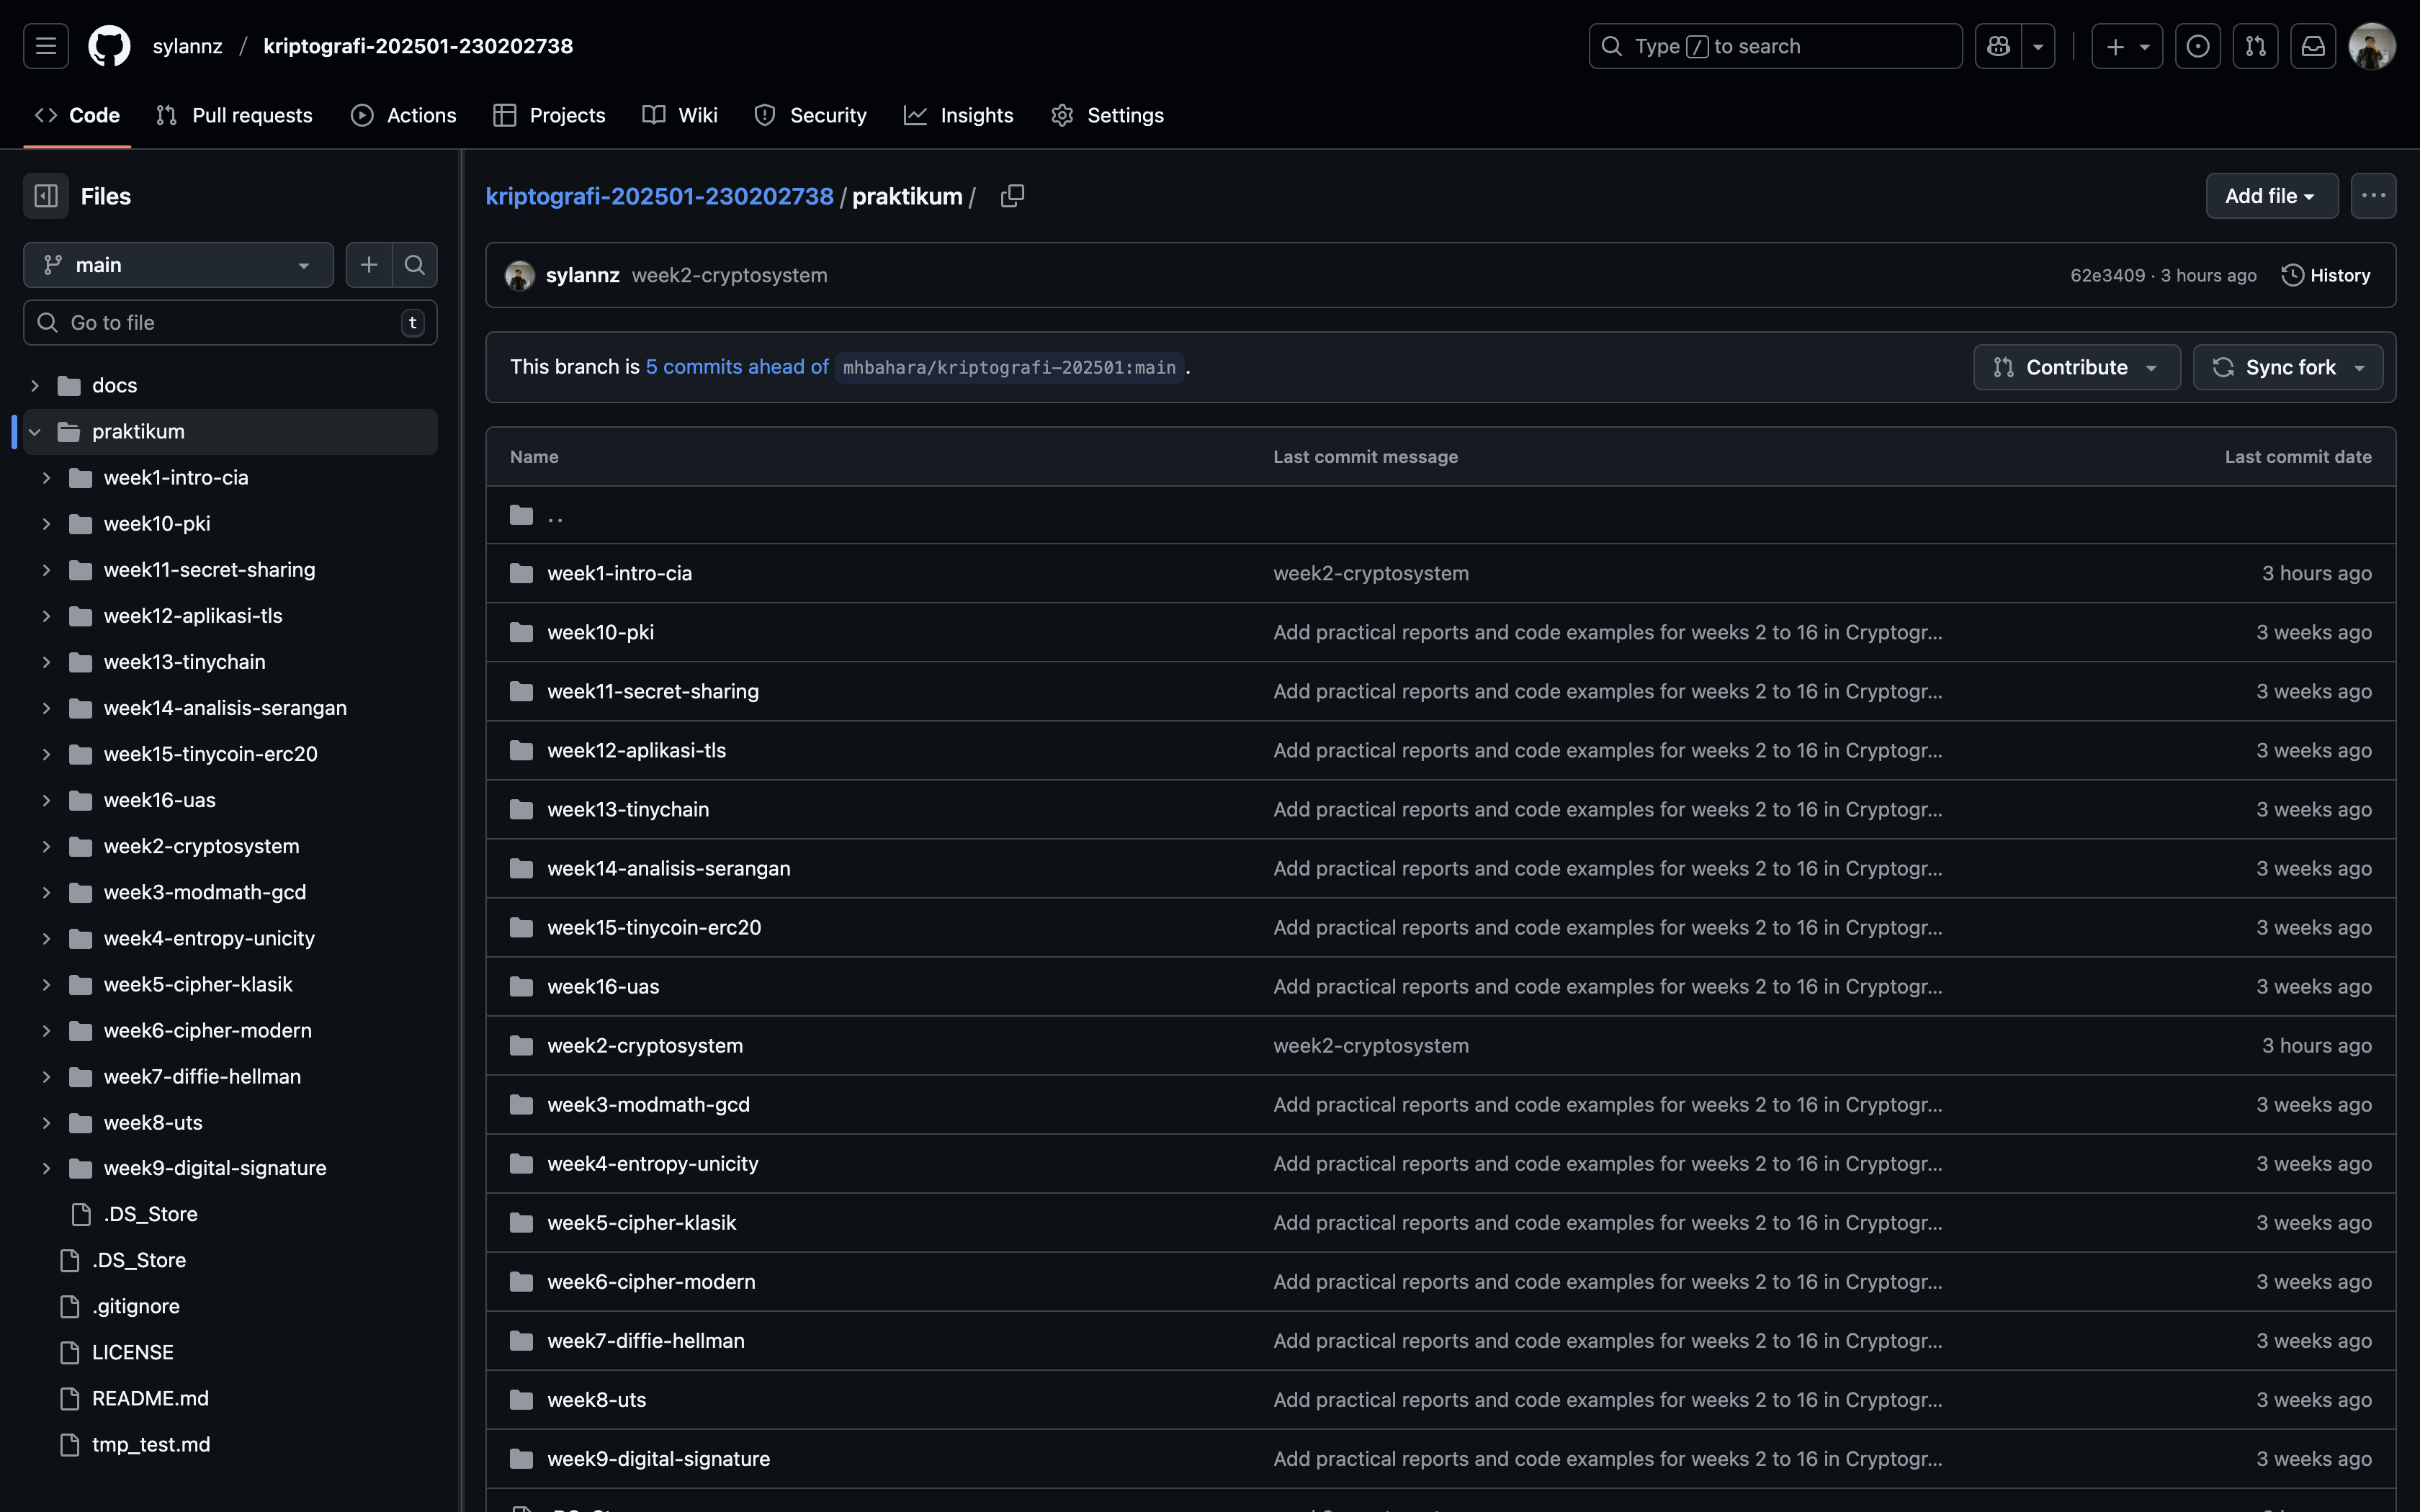 sylannz / kriptografi-202501-230202738
Type / to search
Code Pull requests Actions Projects Wiki Security Insights Settings
Files
main
Go to file t
docs
praktikum
week1-intro-cia
week10-pki
week11-secret-sharing
week12-aplikasi-tls
week13-tinychain
week14-analisis-serangan
week15-tinycoin-erc20
week16-uas
week2-cryptosystem
week3-modmath-gcd
week4-entropy-unicity
week5-cipher-klasik
week6-cipher-modern
week7-diffie-hellman
week8-uts
week9-digital-signature
.DS_Store
.DS_Store
.gitignore
LICENSE
README.md
tmp_test.md
kriptografi-202501-230202738 / praktikum /
Add file
sylannz week2-cryptosystem 62e3409 · 3 hours ago History
This branch is 5 commits ahead of mhbahara/kriptografi-202501:main .
Contribute Sync fork
Name Last commit message Last commit date
..
week1-intro-cia week2-cryptosystem 3 hours ago
week10-pki Add practical reports and code examples for weeks 2 to 16 in Cryptogr... 3 weeks ago
week11-secret-sharing Add practical reports and code examples for weeks 2 to 16 in Cryptogr... 3 weeks ago
week12-aplikasi-tls Add practical reports and code examples for weeks 2 to 16 in Cryptogr... 3 weeks ago
week13-tinychain Add practical reports and code examples for weeks 2 to 16 in Cryptogr... 3 weeks ago
week14-analisis-serangan Add practical reports and code examples for weeks 2 to 16 in Cryptogr... 3 weeks ago
week15-tinycoin-erc20 Add practical reports and code examples for weeks 2 to 16 in Cryptogr... 3 weeks ago
week16-uas Add practical reports and code examples for weeks 2 to 16 in Cryptogr... 3 weeks ago
week2-cryptosystem week2-cryptosystem 3 hours ago
week3-modmath-gcd Add practical reports and code examples for weeks 2 to 16 in Cryptogr... 3 weeks ago
week4-entropy-unicity Add practical reports and code examples for weeks 2 to 16 in Cryptogr... 3 weeks ago
week5-cipher-klasik Add practical reports and code examples for weeks 2 to 16 in Cryptogr... 3 weeks ago
week6-cipher-modern Add practical reports and code examples for weeks 2 to 16 in Cryptogr... 3 weeks ago
week7-diffie-hellman Add practical reports and code examples for weeks 2 to 16 in Cryptogr... 3 weeks ago
week8-uts Add practical reports and code examples for weeks 2 to 16 in Cryptogr... 3 weeks ago
week9-digital-signature Add practical reports and code examples for weeks 2 to 16 in Cryptogr... 3 weeks ago